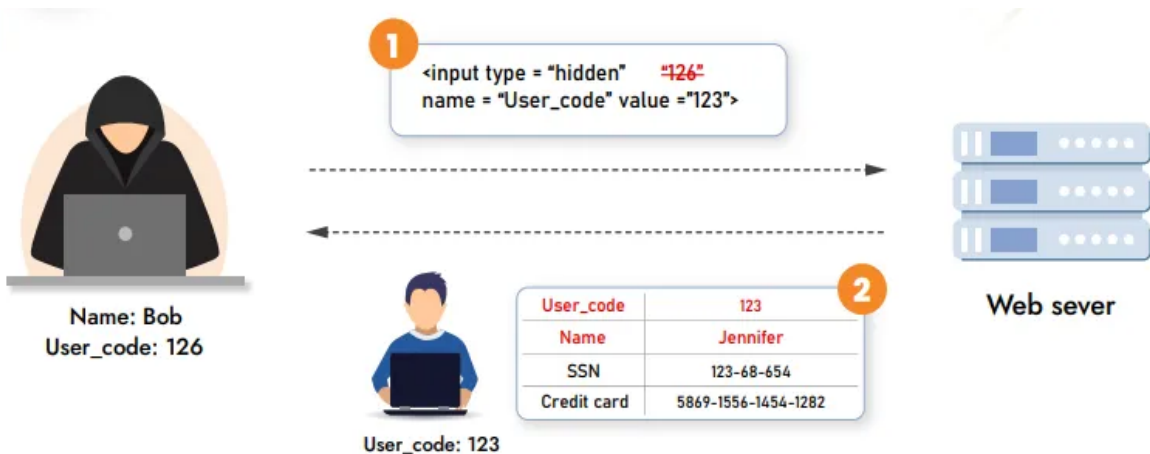 1
<input type = “hidden” “126”
name = “User_code” value ="123">
Name: Bob
User_code: 126
Web sever
2
User_code 123
Name Jennifer
SSN 123-68-654
Credit card 5869-1556-1454-1282
User_code: 123